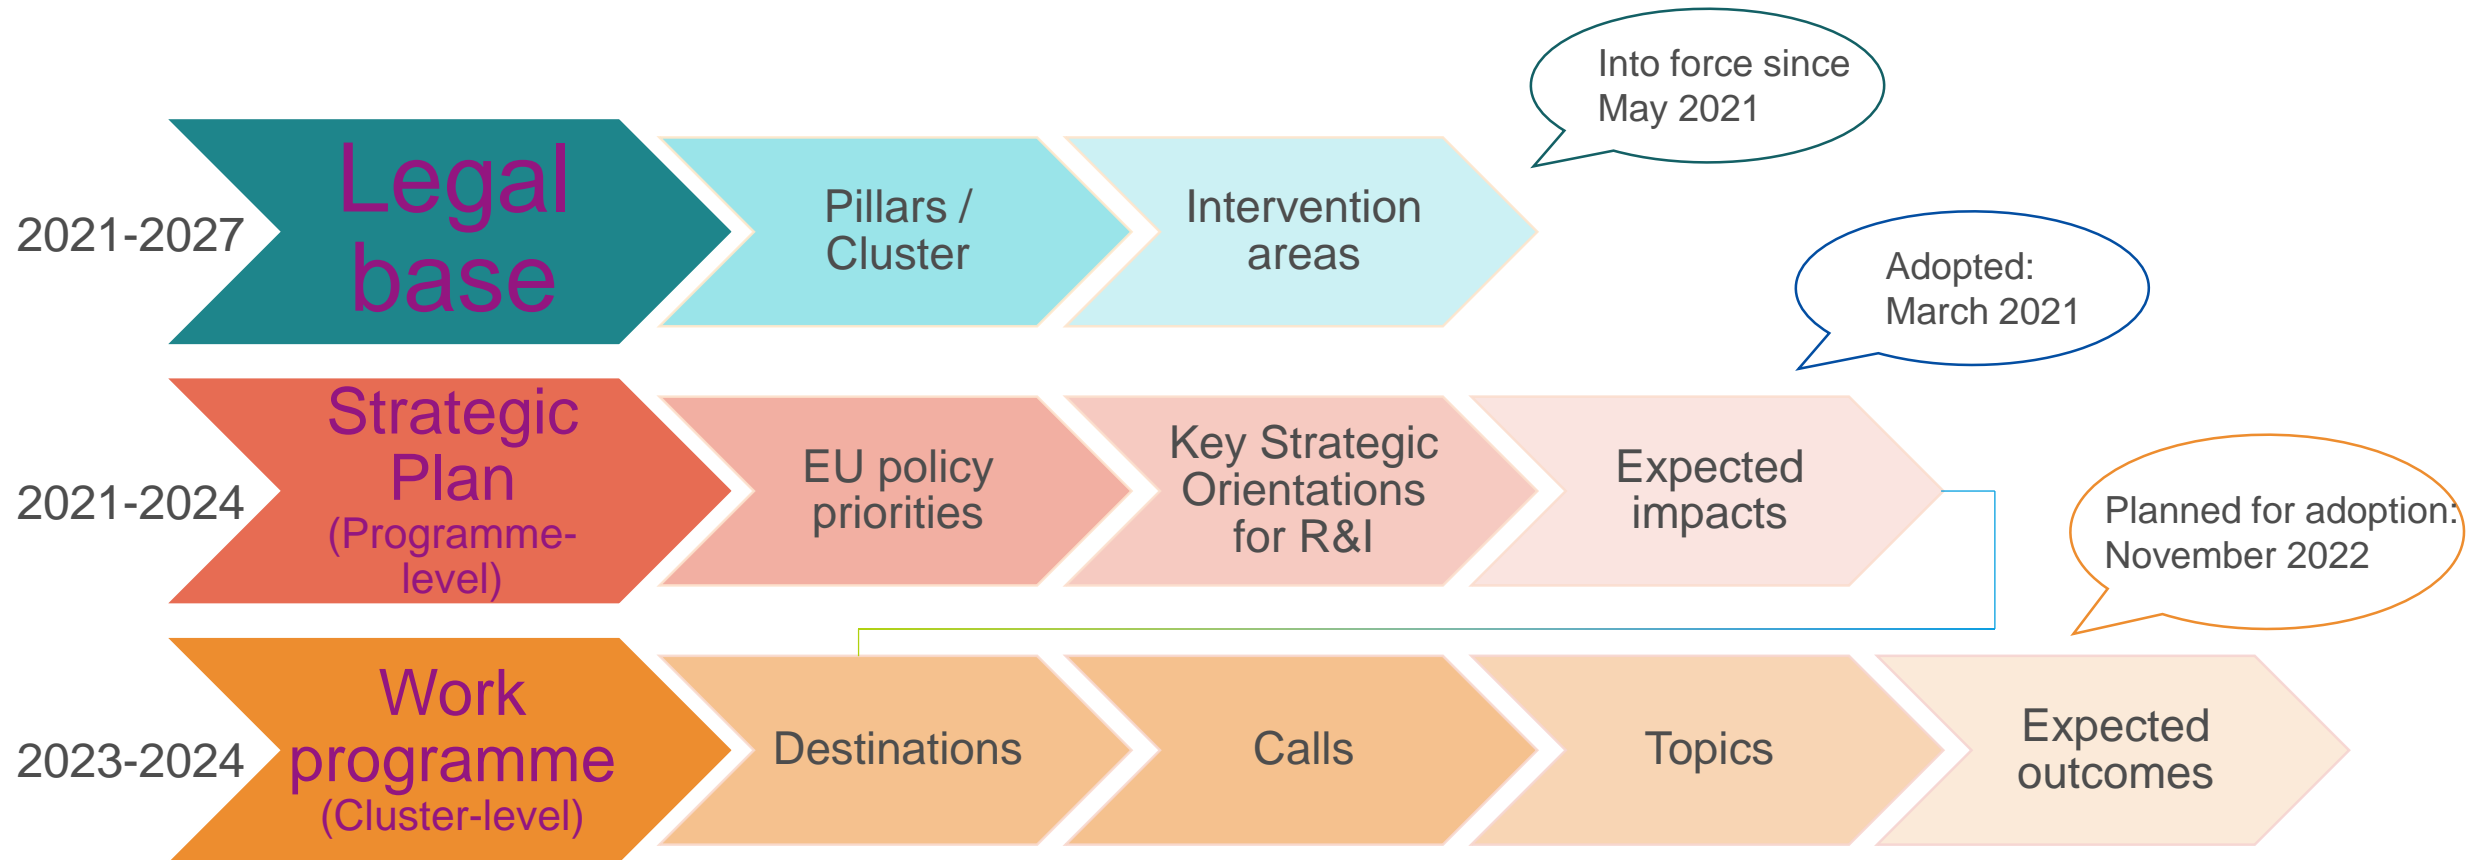 Into force since
May 2021
2021-2027
Legal
base
Pillars /
Cluster
Intervention
areas
Adopted:
March 2021
2021-2024
Strategic
Plan
(Programme-
level)
EU policy
priorities
Key Strategic
Orientations
for R&I
Expected
impacts
Planned for adoption:
November 2022
2023-2024
Work
programme
(Cluster-level)
Destinations
Calls
Topics
Expected
outcomes